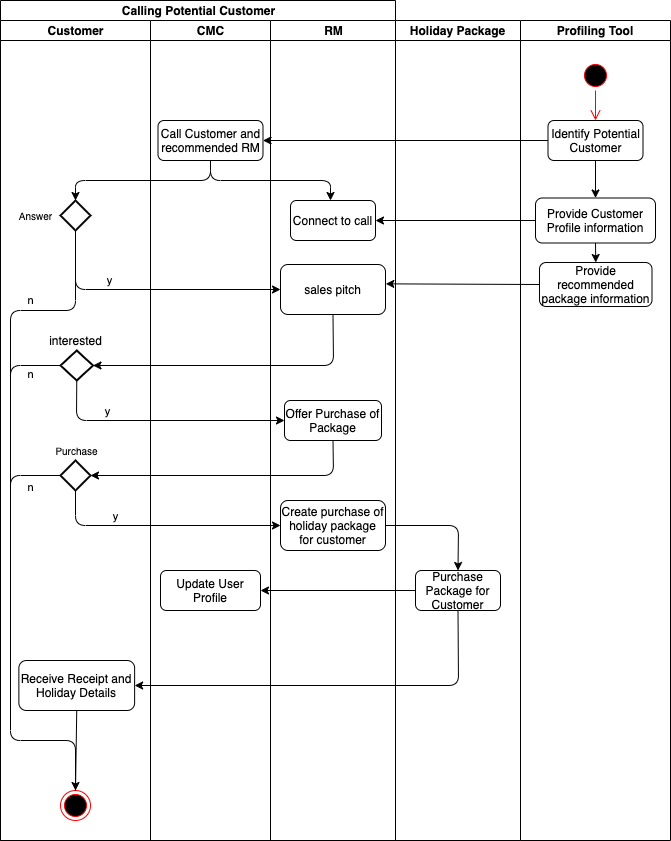 Calling Potential Customer
Customer
CMC
RM
Holiday Package
Profiling Tool
Call Customer and
recommended RM
Identify Potential
Customer
Answer
Connect to call
Provide Customer
Profile information
y
sales pitch
Provide
recommended
package information
n
interested
n
y
Offer Purchase of
Package
Purchase
n
y
Create purchase of
holiday package
for customer
Update User
Profile
Purchase
Package for
Customer
Receive Receipt and
Holiday Details